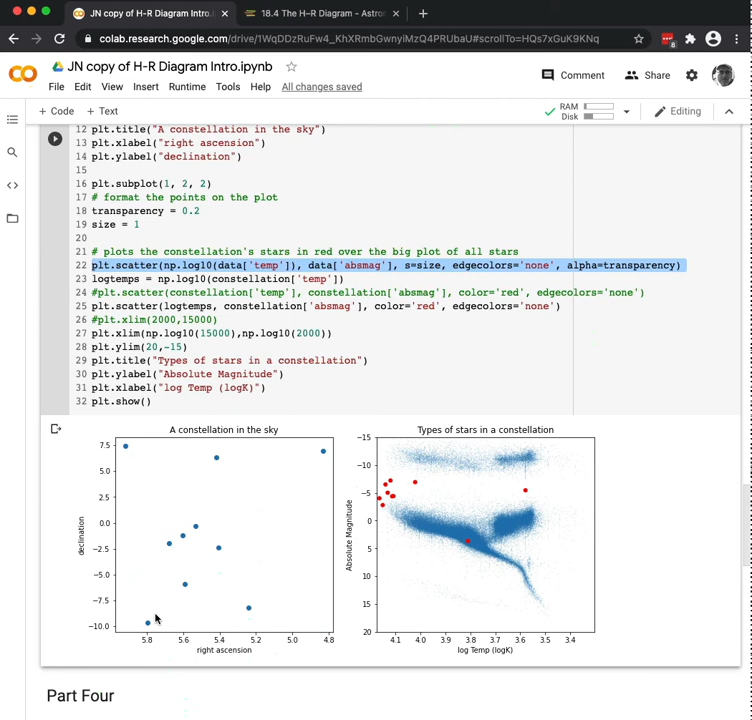 JN copy of H-R Diagram Intro.
18.4 The H-R Diagram - Astro
colab.research.google.com/drive/1WqDDzRuFw4_KhXRmbGwnyiMzQ4PRUbaU#scrollTo=HQs7xGuK9KNq
8
JN copy of H-R Diagram Intro.ipynb
Comment
Share
File Edit View Insert Runtime Tools Help All changes saved
+ Code + Text
RAM
Disk
Editing
12 plt.title("A constellation in the sky")
13 plt.xlabel("right ascension")
14 plt.ylabel("declination")
15
16 plt.subplot(1, 2, 2)
17 # format the points on the plot
18 transparency = 0.2
19 size = 1
20
21 # plots the constellation's stars in red over the big plot of all stars
22 plt.scatter(np.log10(data['temp']), data['absmag'], s=size, edgecolors='none', alpha=transparency)
23 logtemps = np.log10(constellation['temp'])
24 #plt.scatter(constellation['temp'], constellation['absmag'], color='red', edgecolors='none')
25 plt.scatter(logtemps, constellation['absmag'], color='red', edgecolors='none')
26 #plt.xlim(2000,15000)
27 plt.xlim(np.log10(15000),np.log10(2000))
28 plt.ylim(20,-15)
29 plt.title("Types of stars in a constellation")
30 plt.ylabel("Absolute Magnitude")
31 plt.xlabel("log Temp (logK)")
32 plt.show()
A constellation in the sky
7.5
5.0
2.5
0.0
−2.5
−5.0
−7.5
−10.0
declination
5.8 5.6 5.4 5.2 5.0 4.8
right ascension
Types of stars in a constellation
−15
−10
−5
0
5
10
15
20
Absolute Magnitude
4.1 4.0 3.9 3.8 3.7 3.6 3.5 3.4
log Temp (logK)
Part Four